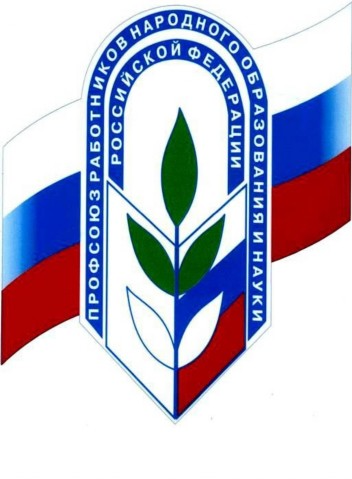 ПРОФСОЮЗ РАБОТНИКОВ НАРОДНОГО ОБРАЗОВАНИЯ И НАУКИ
РОССИЙСКОЙ ФЕДЕРАЦИИ